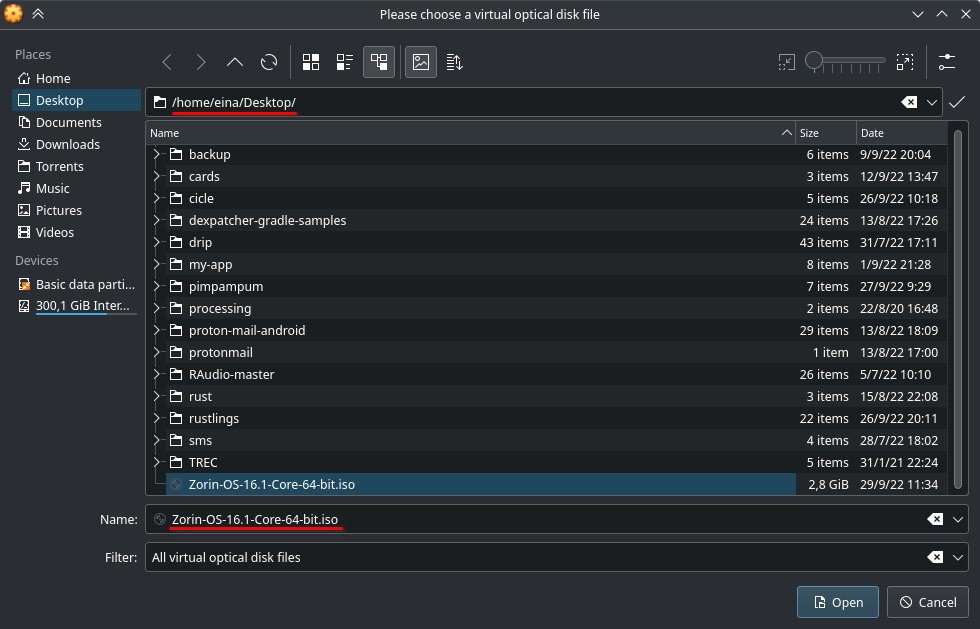 Please choose a virtual optical disk file
Places
Home
Desktop
Documents
Downloads
Torrents
Music
Pictures
Videos
Devices
Basic data parti...
300,1 GiB Inter...
/home/eina/Desktop/
Name Size Date
backup 6 items 9/9/22 20:04
cards 3 items 12/9/22 13:47
cicle 5 items 26/9/22 10:18
dexpatcher-gradle-samples 24 items 13/8/22 17:26
drip 43 items 31/7/22 17:11
my-app 8 items 1/9/22 21:28
pimpampum 7 items 27/9/22 9:29
processing 2 items 22/8/20 16:48
proton-mail-android 29 items 13/8/22 18:09
protonmail 1 item 13/8/22 17:00
RAudio-master 26 items 5/7/22 10:10
rust 3 items 15/8/22 22:08
rustlings 22 items 26/9/22 20:11
sms 4 items 28/7/22 18:02
TREC 5 items 31/1/21 22:24
Zorin-OS-16.1-Core-64-bit.iso 2,8 GiB 29/9/22 11:34
Name: Zorin-OS-16.1-Core-64-bit.iso
Filter: All virtual optical disk files
Open Cancel